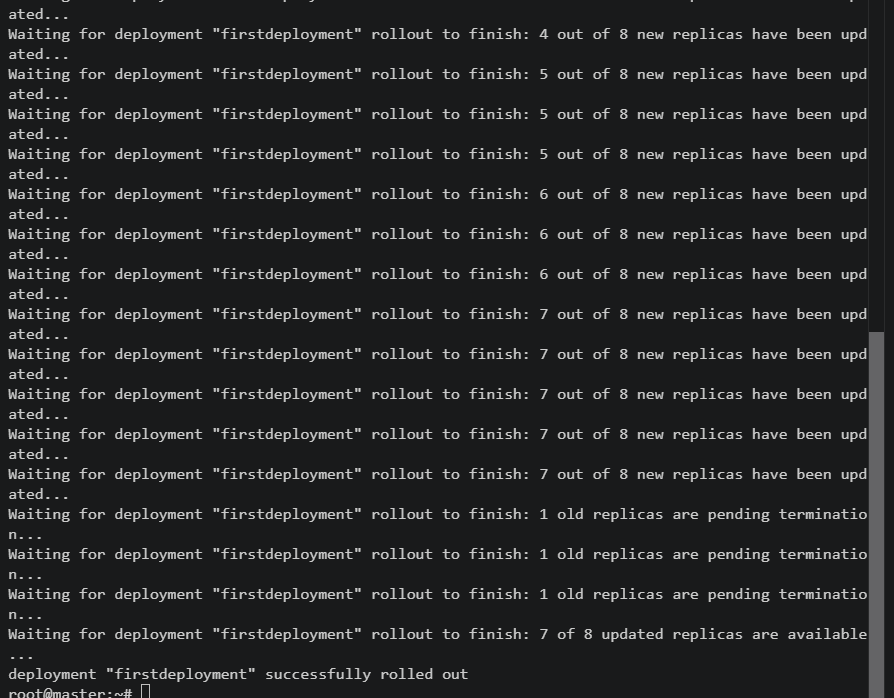 ated...
Waiting for deployment "firstdeployment" rollout to finish: 4 out of 8 new replicas have been upd
ated...
Waiting for deployment "firstdeployment" rollout to finish: 5 out of 8 new replicas have been upd
ated...
Waiting for deployment "firstdeployment" rollout to finish: 5 out of 8 new replicas have been upd
ated...
Waiting for deployment "firstdeployment" rollout to finish: 5 out of 8 new replicas have been upd
ated...
Waiting for deployment "firstdeployment" rollout to finish: 6 out of 8 new replicas have been upd
ated...
Waiting for deployment "firstdeployment" rollout to finish: 6 out of 8 new replicas have been upd
ated...
Waiting for deployment "firstdeployment" rollout to finish: 6 out of 8 new replicas have been upd
ated...
Waiting for deployment "firstdeployment" rollout to finish: 7 out of 8 new replicas have been upd
ated...
Waiting for deployment "firstdeployment" rollout to finish: 7 out of 8 new replicas have been upd
ated...
Waiting for deployment "firstdeployment" rollout to finish: 7 out of 8 new replicas have been upd
ated...
Waiting for deployment "firstdeployment" rollout to finish: 7 out of 8 new replicas have been upd
ated...
Waiting for deployment "firstdeployment" rollout to finish: 7 out of 8 new replicas have been upd
ated...
Waiting for deployment "firstdeployment" rollout to finish: 1 old replicas are pending terminatio
n...
Waiting for deployment "firstdeployment" rollout to finish: 1 old replicas are pending terminatio
n...
Waiting for deployment "firstdeployment" rollout to finish: 1 old replicas are pending terminatio
n...
Waiting for deployment "firstdeployment" rollout to finish: 7 of 8 updated replicas are available
...
deployment "firstdeployment" successfully rolled out
root@master:~#